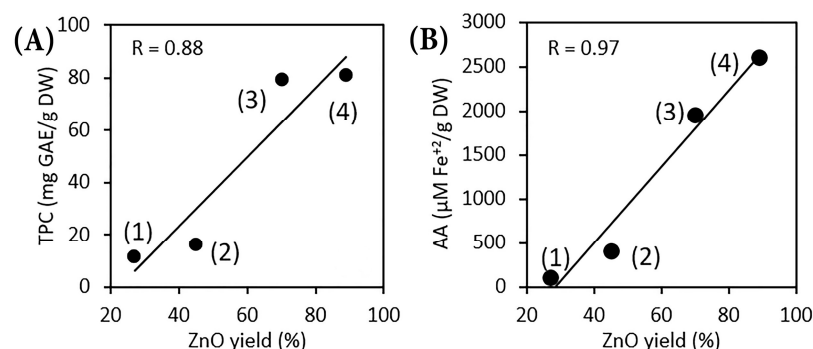 (A)
R = 0.88
TPC (mg GAE/g DW)
100
80
60
40
20
0
(1)
(2)
(3)
(4)
20 40 60 80 100
ZnO yield (%)
(B)
R = 0.97
AA (μM Fe⁺²/g DW)
3000
2500
2000
1500
1000
500
0
(1)
(2)
(3)
(4)
20 40 60 80 100
ZnO yield (%)